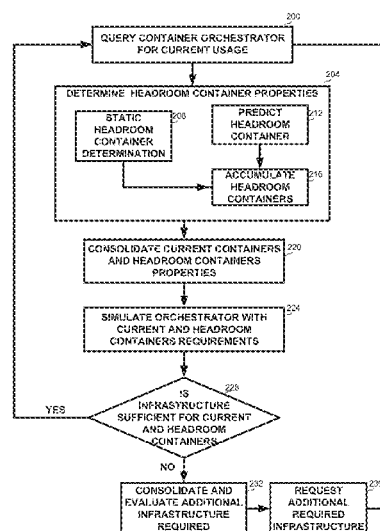 200
QUERY CONTAINER ORCHESTRATOR
FOR CURRENT USAGE
204
DETERMINE HEADROOM CONTAINER PROPERTIES
208
STATIC
HEADROOM
CONTAINER
DETERMINATION
212
PREDICT
HEADROOM
CONTAINER
216
ACCUMULATE
HEADROOM
CONTAINERS
220
CONSOLIDATE CURRENT CONTAINERS
AND HEADROOM CONTAINERS
PROPERTIES
224
SIMULATE ORCHESTRATOR WITH
CURRENT AND HEADROOM
CONTAINERS REQUIREMENTS
228
IS
INFRASTRUCTURE
SUFFICIENT FOR CURRENT
AND HEADROOM
CONTAINERS
YES
NO
232
CONSOLIDATE AND
EVALUATE ADDITIONAL
INFRASTRUCTURE
REQUIRED
REQUEST
ADDITIONAL
REQUIRED
INFRASTRUCTURE